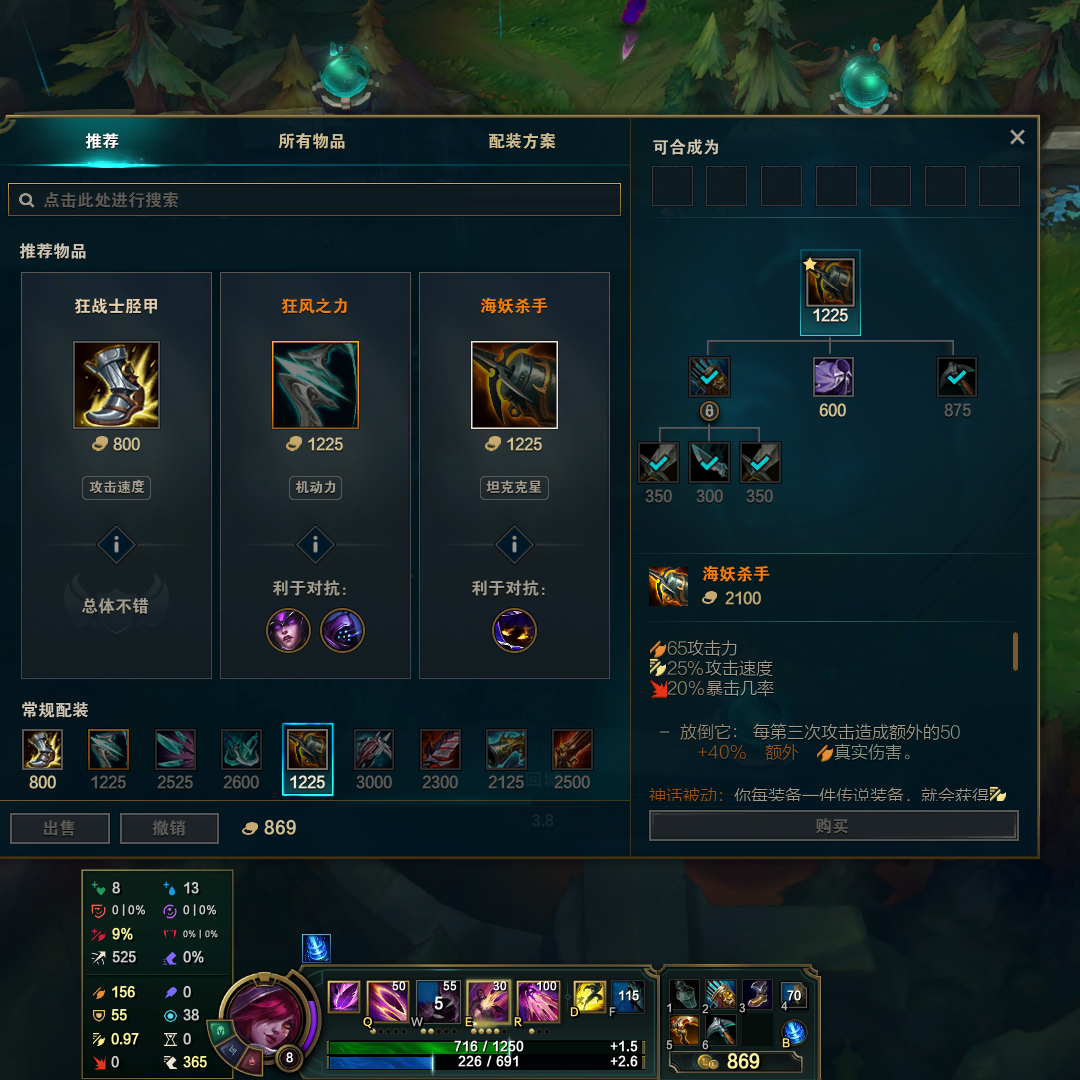 推荐
所有物品
配装方案
点击此处进行搜索
推荐物品
狂战士胫甲
800
攻击速度
总体不错
狂风之力
1225
机动力
利于对抗：
海妖杀手
1225
坦克克星
利于对抗：
常规配装
800
1225
2525
2600
1225
3000
2300
2125
2500
出售
撤销
869
3.8
可合成为
1225
600
875
350
300
350
海妖杀手
2100
65攻击力
25%攻击速度
20%暴击几率
– 放倒它： 每第三次攻击造成额外的50
+40% 额外 真实伤害。
神话被动：你每装备一件传说装备，就会获得
购买
8
13
0|0%
0|0%
9%
0%|0%
525
0%
156
0
55
38
0.97
0
0
365
8
50
Q
5
55
W
30
E
100
R
D
115
F
716 / 1250
+1.5
226 / 691
+2.6
1
2
3
70
4
5
6
B
869